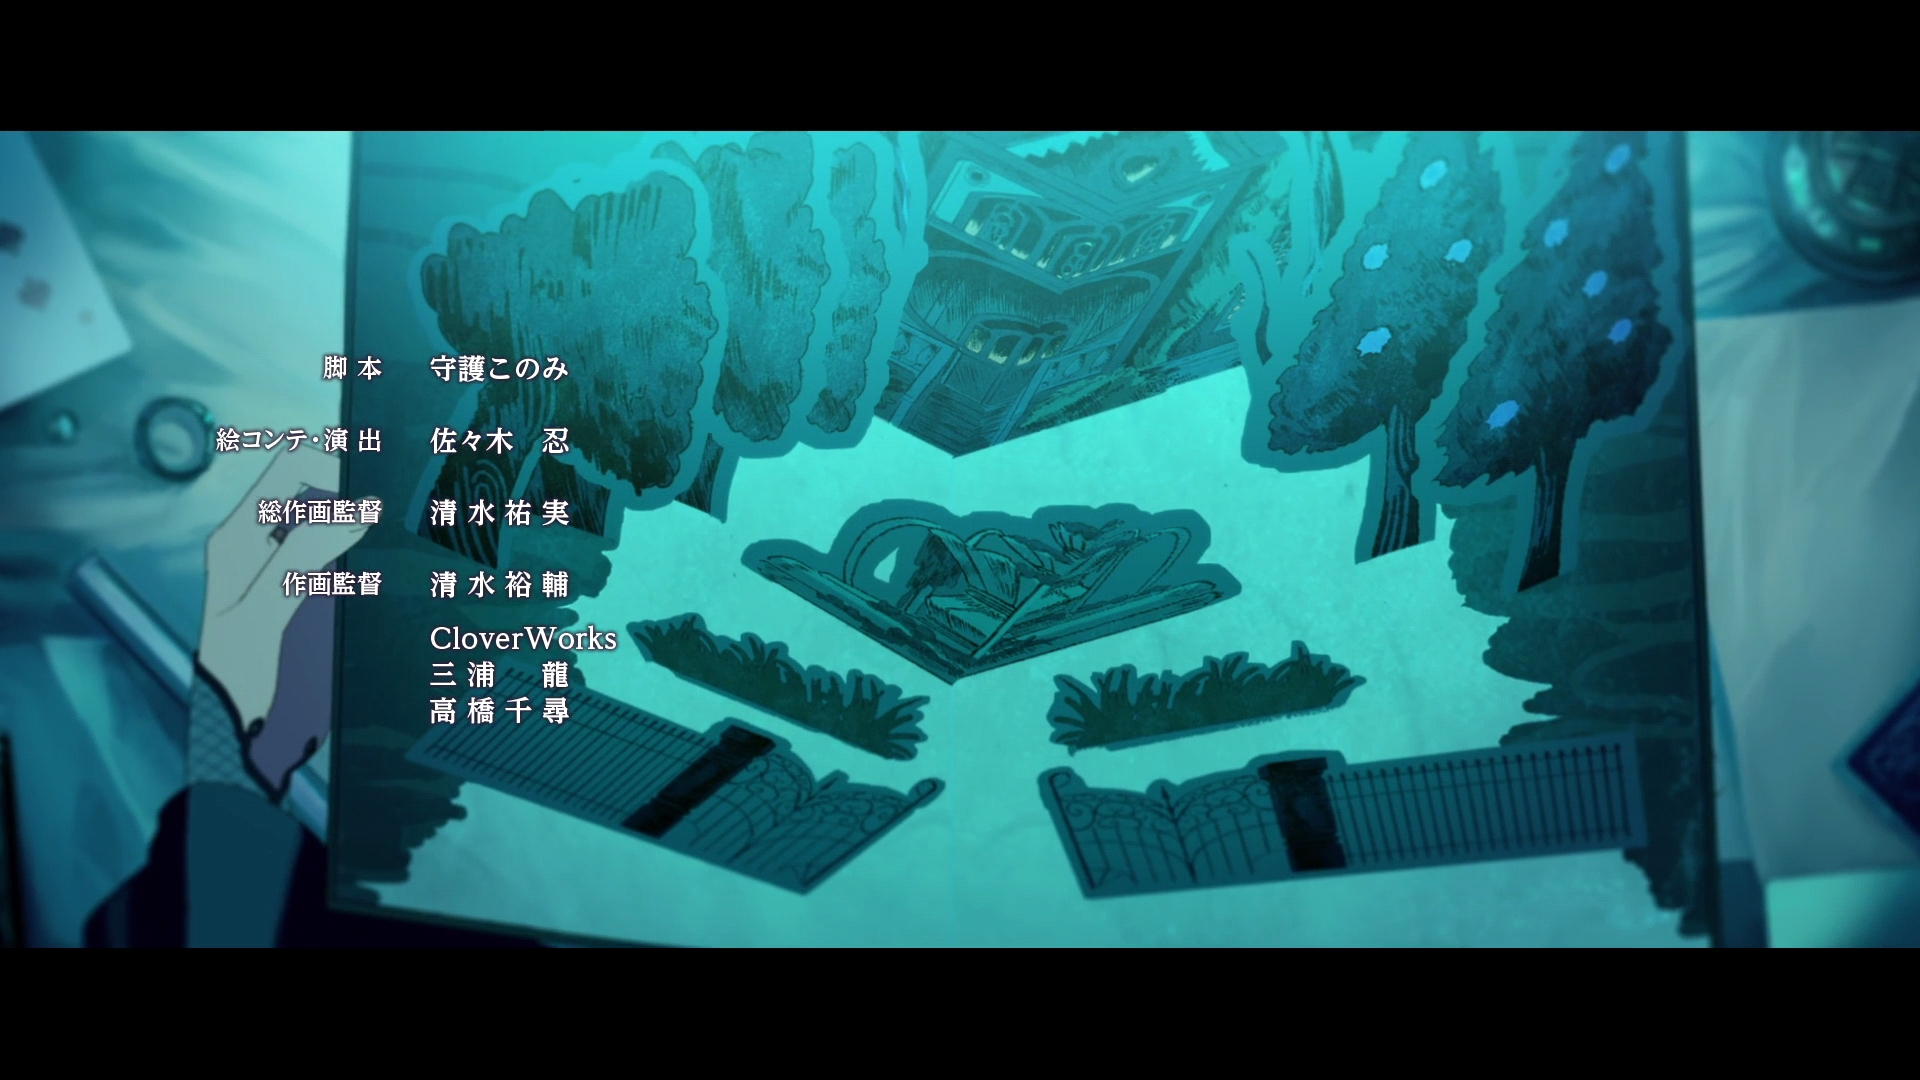 脚本 守護このみ
絵コンテ・演出 佐々木 忍
総作画監督 清水祐実
作画監督 清水裕輔
CloverWorks
三浦 龍
高橋千尋